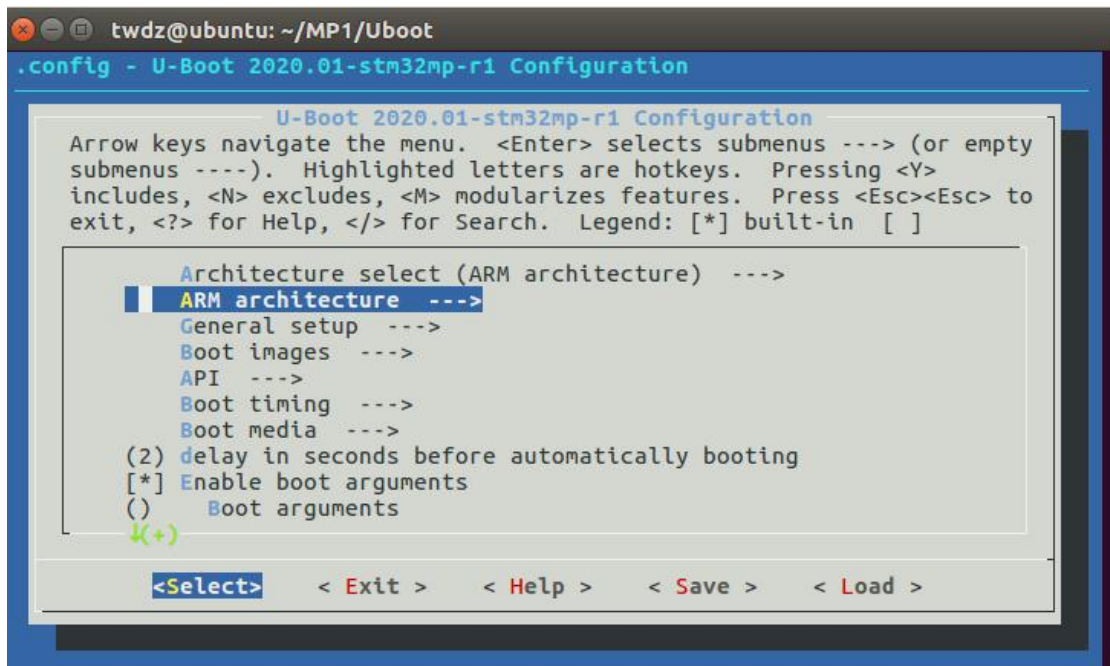 twdz@ubuntu: ~/MP1/Uboot
.config - U-Boot 2020.01-stm32mp-r1 Configuration
U-Boot 2020.01-stm32mp-r1 Configuration
Arrow keys navigate the menu.  <Enter> selects submenus ---> (or empty
submenus ----).  Highlighted letters are hotkeys.  Pressing <Y>
includes, <N> excludes, <M> modularizes features.  Press <Esc><Esc> to
exit, <?> for Help, </> for Search.  Legend: [*] built-in  [ ]
Architecture select (ARM architecture)  --->
ARM architecture  --->
General setup  --->
Boot images  --->
API  --->
Boot timing  --->
Boot media  --->
(2) delay in seconds before automatically booting
[*] Enable boot arguments
()    Boot arguments
↓(+)
<Select>    < Exit >    < Help >    < Save >    < Load >